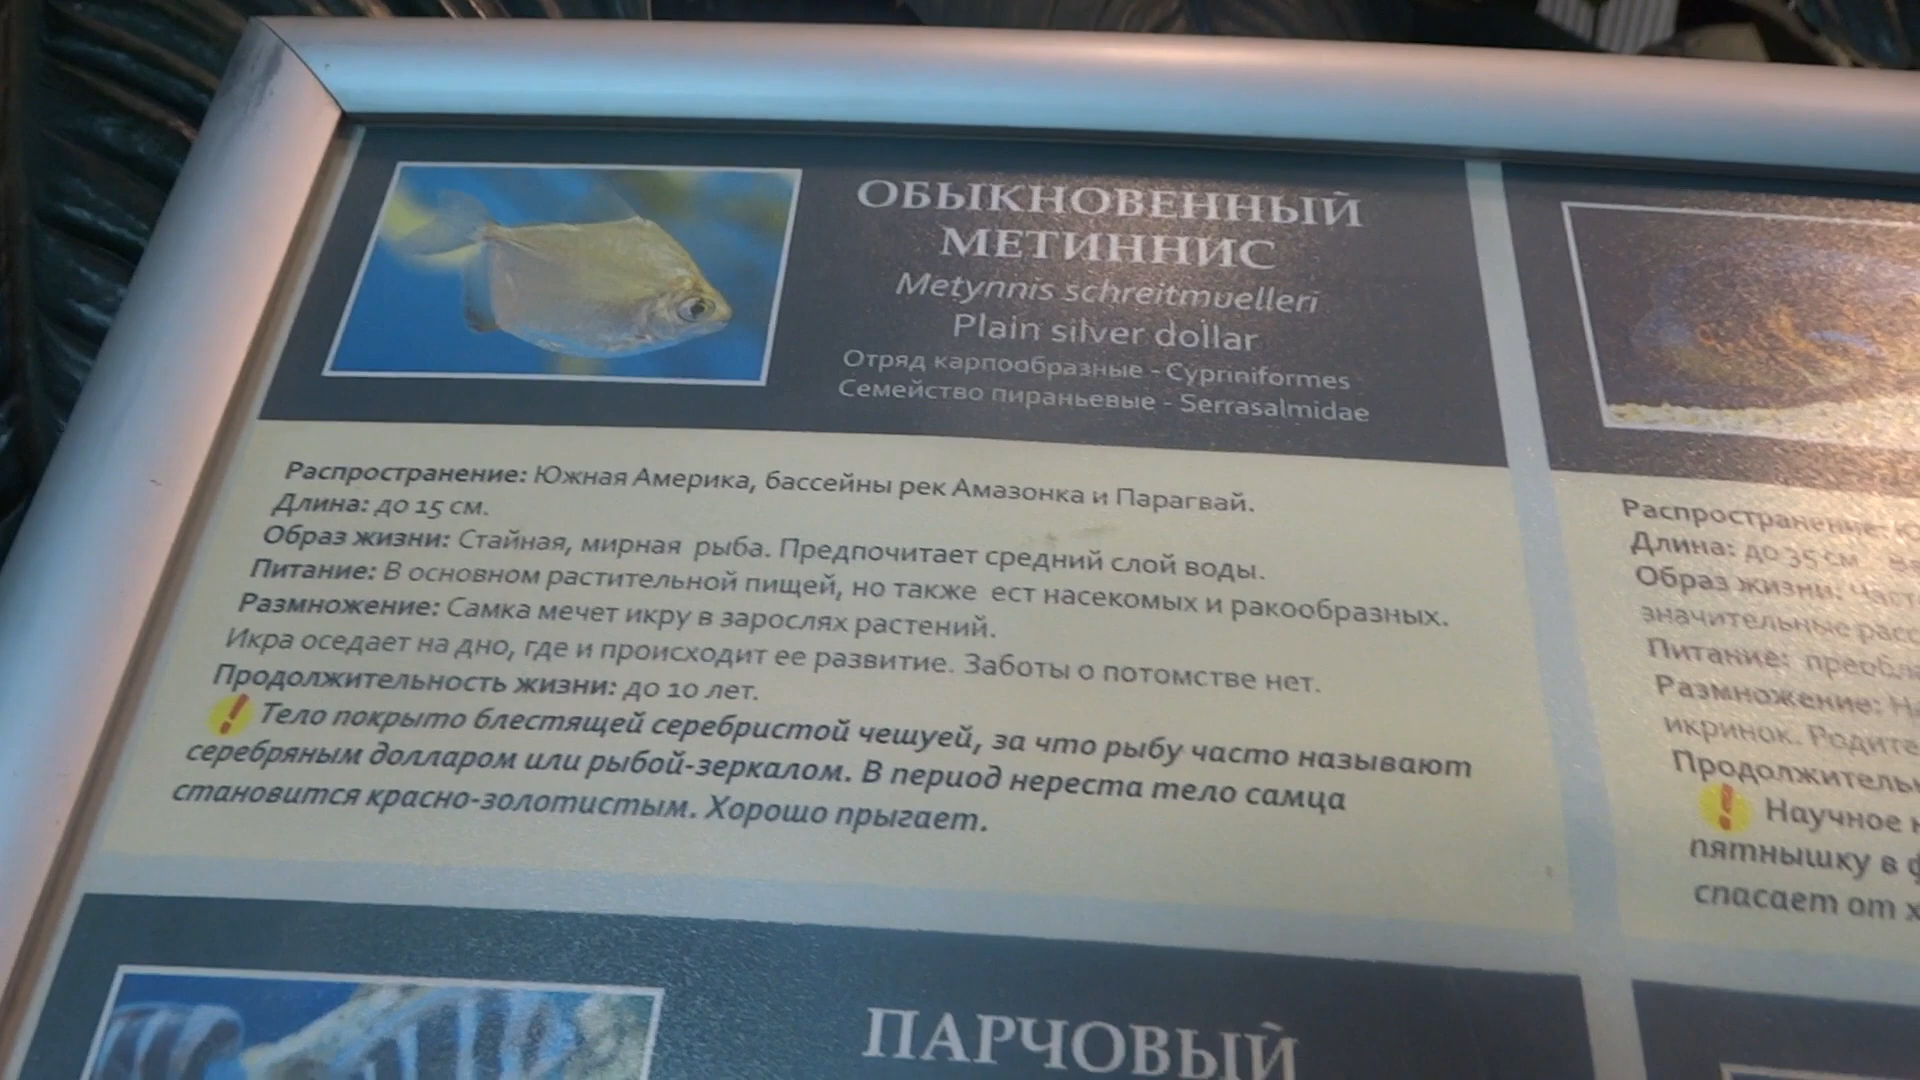 ОБЫКНОВЕННЫЙ
МЕТИННИС
Metynnis schreitmuelleri
Plain silver dollar
Отряд карпообразные - Cypriniformes
Семейство пираньевые - Serrasalmidae
Распространение: Южная Америка, бассейны рек Амазонка и Парагвай.
Длина: до 15 см.
Образ жизни: Стайная, мирная рыба. Предпочитает средний слой воды.
Питание: В основном растительной пищей, но также ест насекомых и ракообразных.
Размножение: Самка мечет икру в зарослях растений.
Икра оседает на дно, где и происходит ее развитие. Заботы о потомстве нет.
Продолжительность жизни: до 10 лет.
! Тело покрыто блестящей серебристой чешуей, за что рыбу часто называют
серебряным долларом или рыбой-зеркалом. В период нереста тело самца
становится красно-золотистым. Хорошо прыгает.
Распространение:
Длина: до 35 см
Образ жизни:
значительные
Питание:
Размножение:
икринок.
! Научное
пятнышку в
спасает от
ПАРЧОВЫЙ